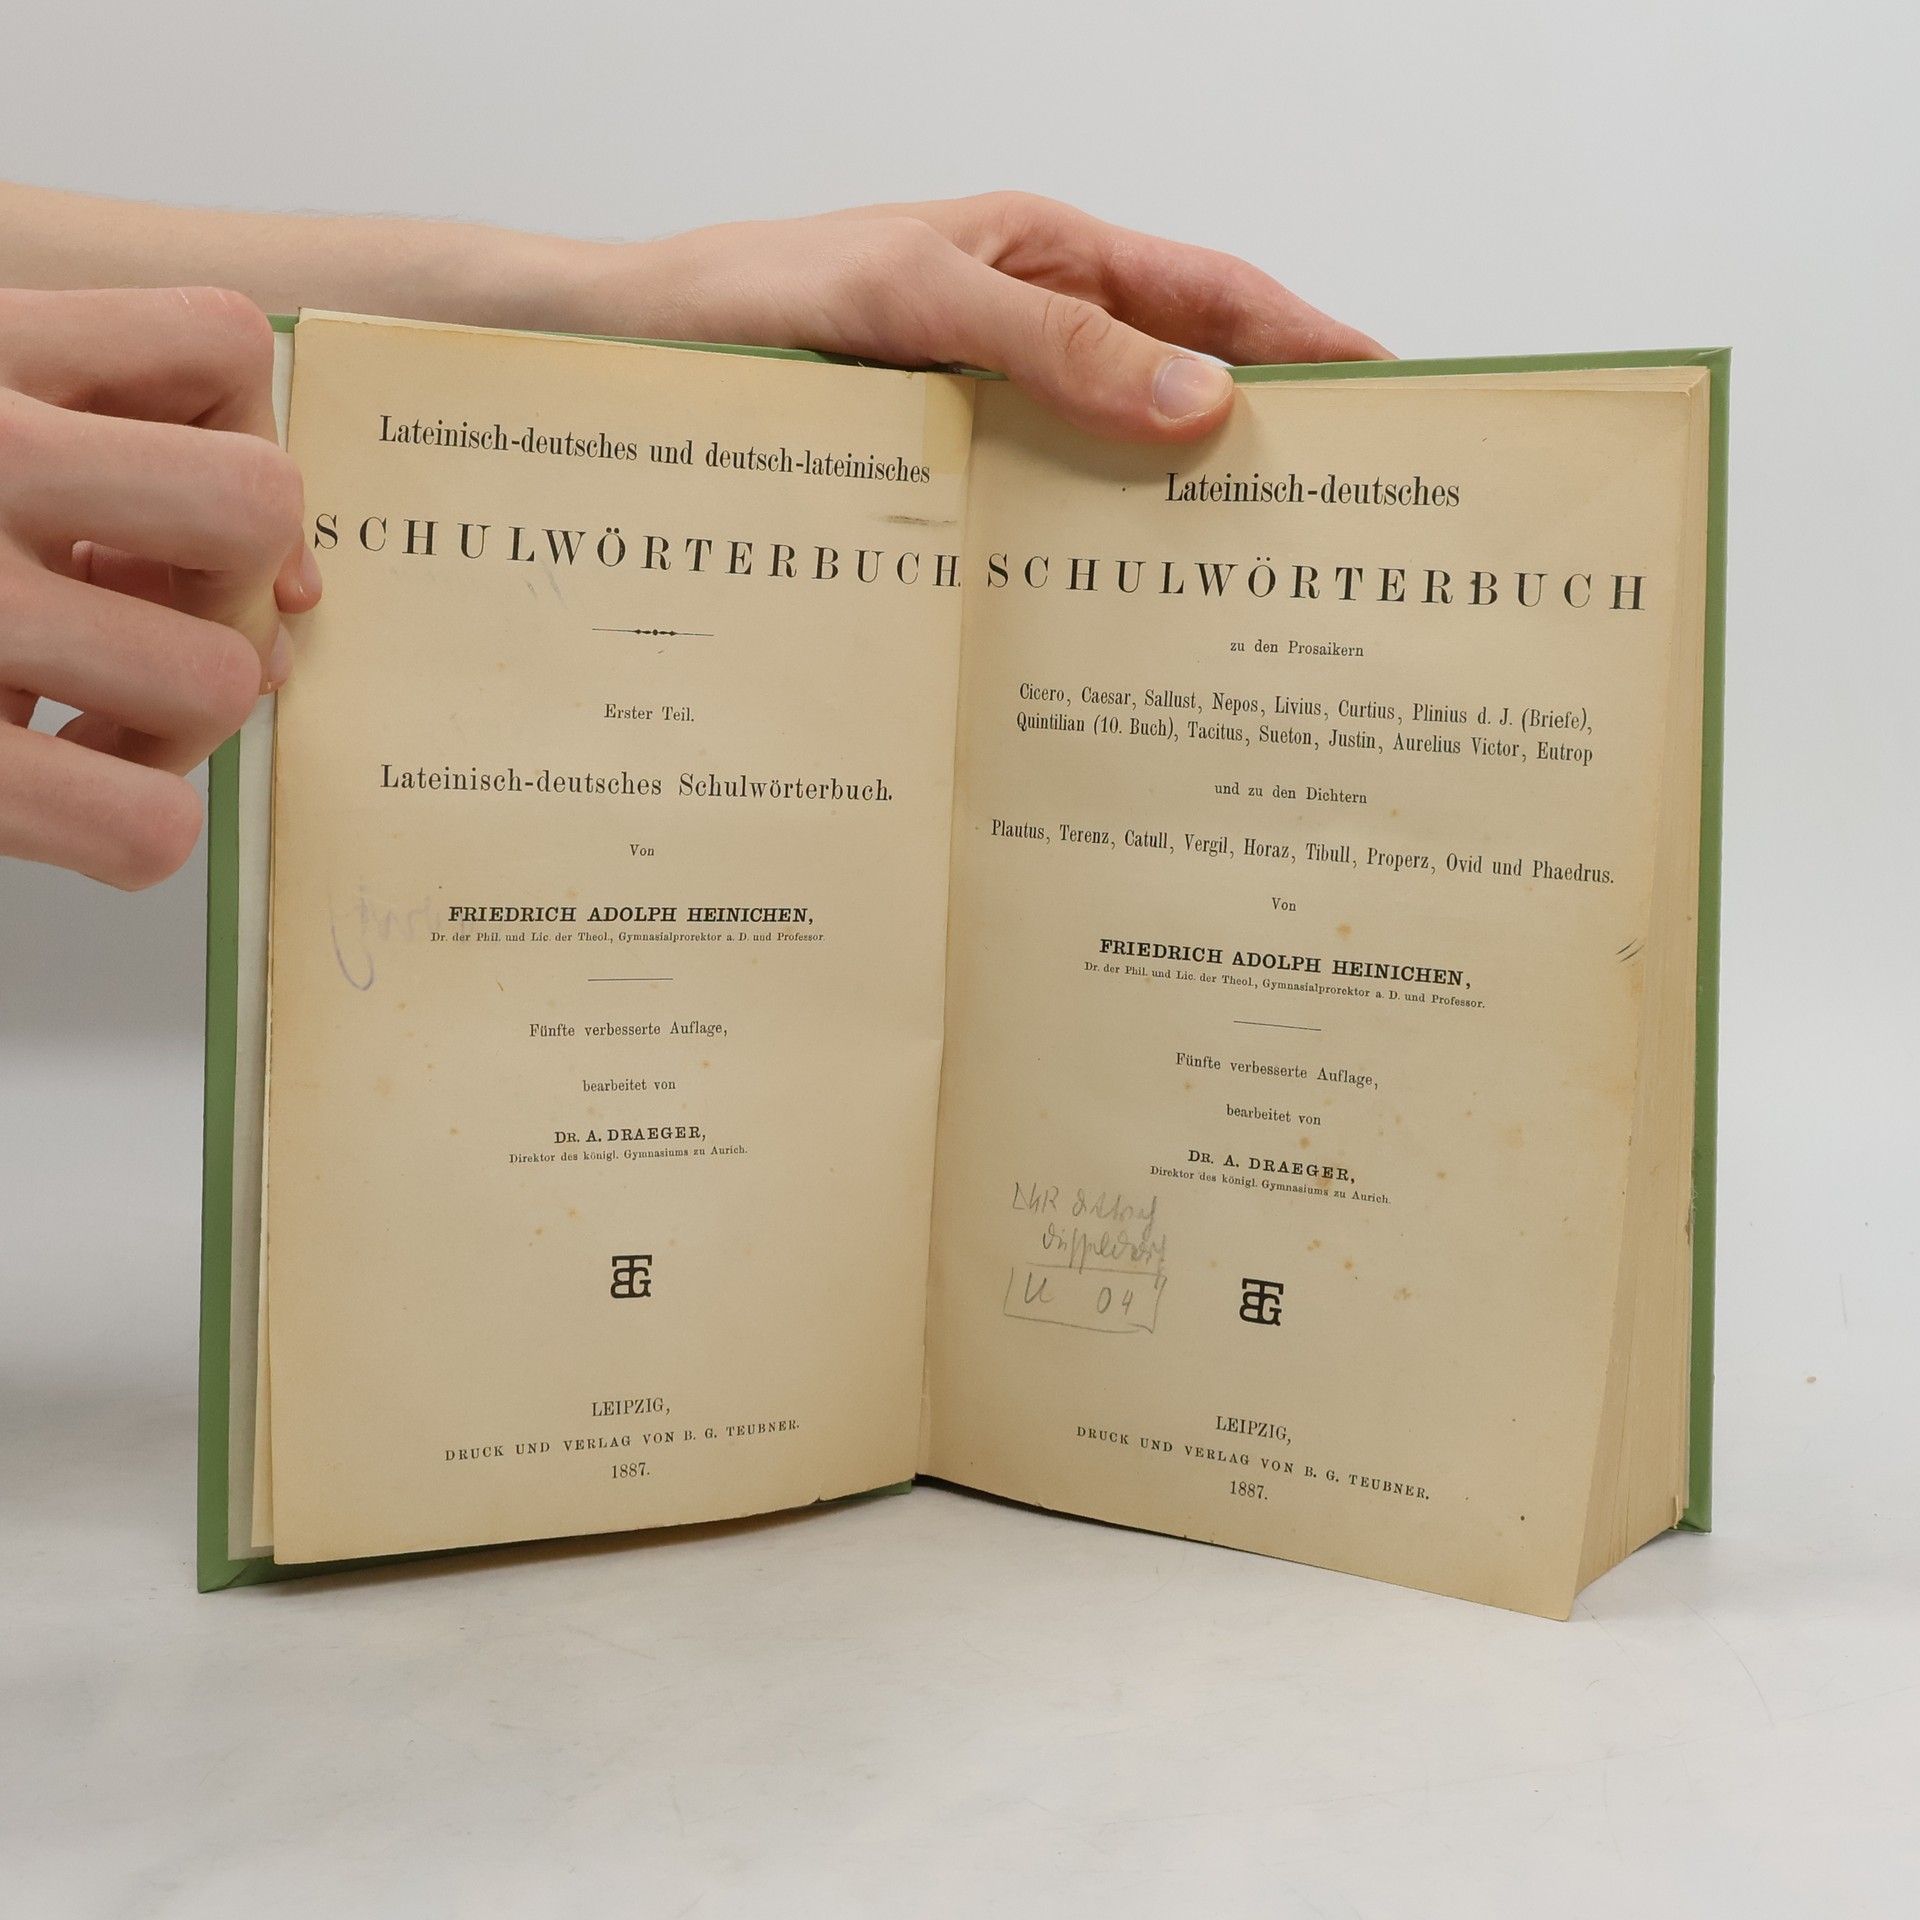 Lateinisch-deutsches und deutsch-lateinisches
SCHULWÖRTERBUCH.
Erster Teil.
Lateinisch-deutsches Schulwörterbuch.
Von
FRIEDRICH ADOLPH HEINICHEN,
Dr. der Phil. und Lic. der Theol., Gymnasialprorektor a. D. und Professor.
Fünfte verbesserte Auflage,
bearbeitet von
DR. A. DRAEGER,
Direktor des königl. Gymnasiums zu Aurich.
BTG
LEIPZIG,
DRUCK UND VERLAG VON B. G. TEUBNER.
1887.
Lateinisch-deutsches
SCHULWÖRTERBUCH
zu den Prosaikern
Cicero, Caesar, Sallust, Nepos, Livius, Curtius, Plinius d. J. (Briefe),
Quintilian (10. Buch), Tacitus, Sueton, Justin, Aurelius Victor, Eutrop
und zu den Dichtern
Plautus, Terenz, Catull, Vergil, Horaz, Tibull, Properz, Ovid und Phaedrus.
Von
FRIEDRICH ADOLPH HEINICHEN,
Dr. der Phil. und Lic. der Theol., Gymnasialprorektor a. D. und Professor.
Fünfte verbesserte Auflage,
bearbeitet von
DR. A. DRAEGER,
Direktor des königl. Gymnasiums zu Aurich.
Düsseldorf
U 04
BTG
LEIPZIG,
DRUCK UND VERLAG VON B. G. TEUBNER.
1887.